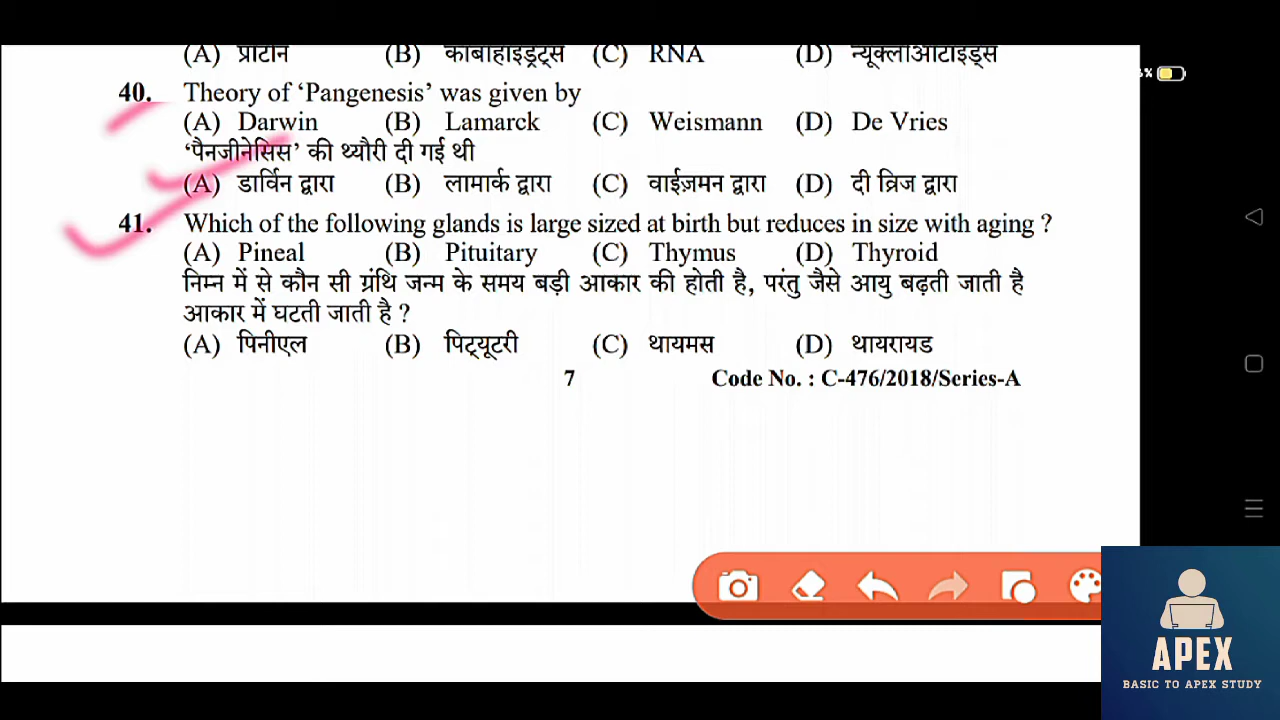 (A) प्रोटीन (B) कार्बोहाइड्रेट्स (C) RNA (D) न्यूक्लीओटाइड्स
6%
40. Theory of ‘Pangenesis’ was given by
(A) Darwin (B) Lamarck (C) Weismann (D) De Vries
‘पैनजीनेसिस’ की थ्यौरी दी गई थी
(A) डार्विन द्वारा (B) लामार्क द्वारा (C) वाईज़मन द्वारा (D) दी व्रिज द्वारा
41. Which of the following glands is large sized at birth but reduces in size with aging ?
(A) Pineal (B) Pituitary (C) Thymus (D) Thyroid
निम्न में से कौन सी ग्रंथि जन्म के समय बड़ी आकार की होती है, परंतु जैसे आयु बढ़ती जाती है
आकार में घटती जाती है ?
(A) पिनीएल (B) पिट्यूटरी (C) थायमस (D) थायरायड
7 Code No. : C-476/2018/Series-A
APEX
BASIC TO APEX STUDY